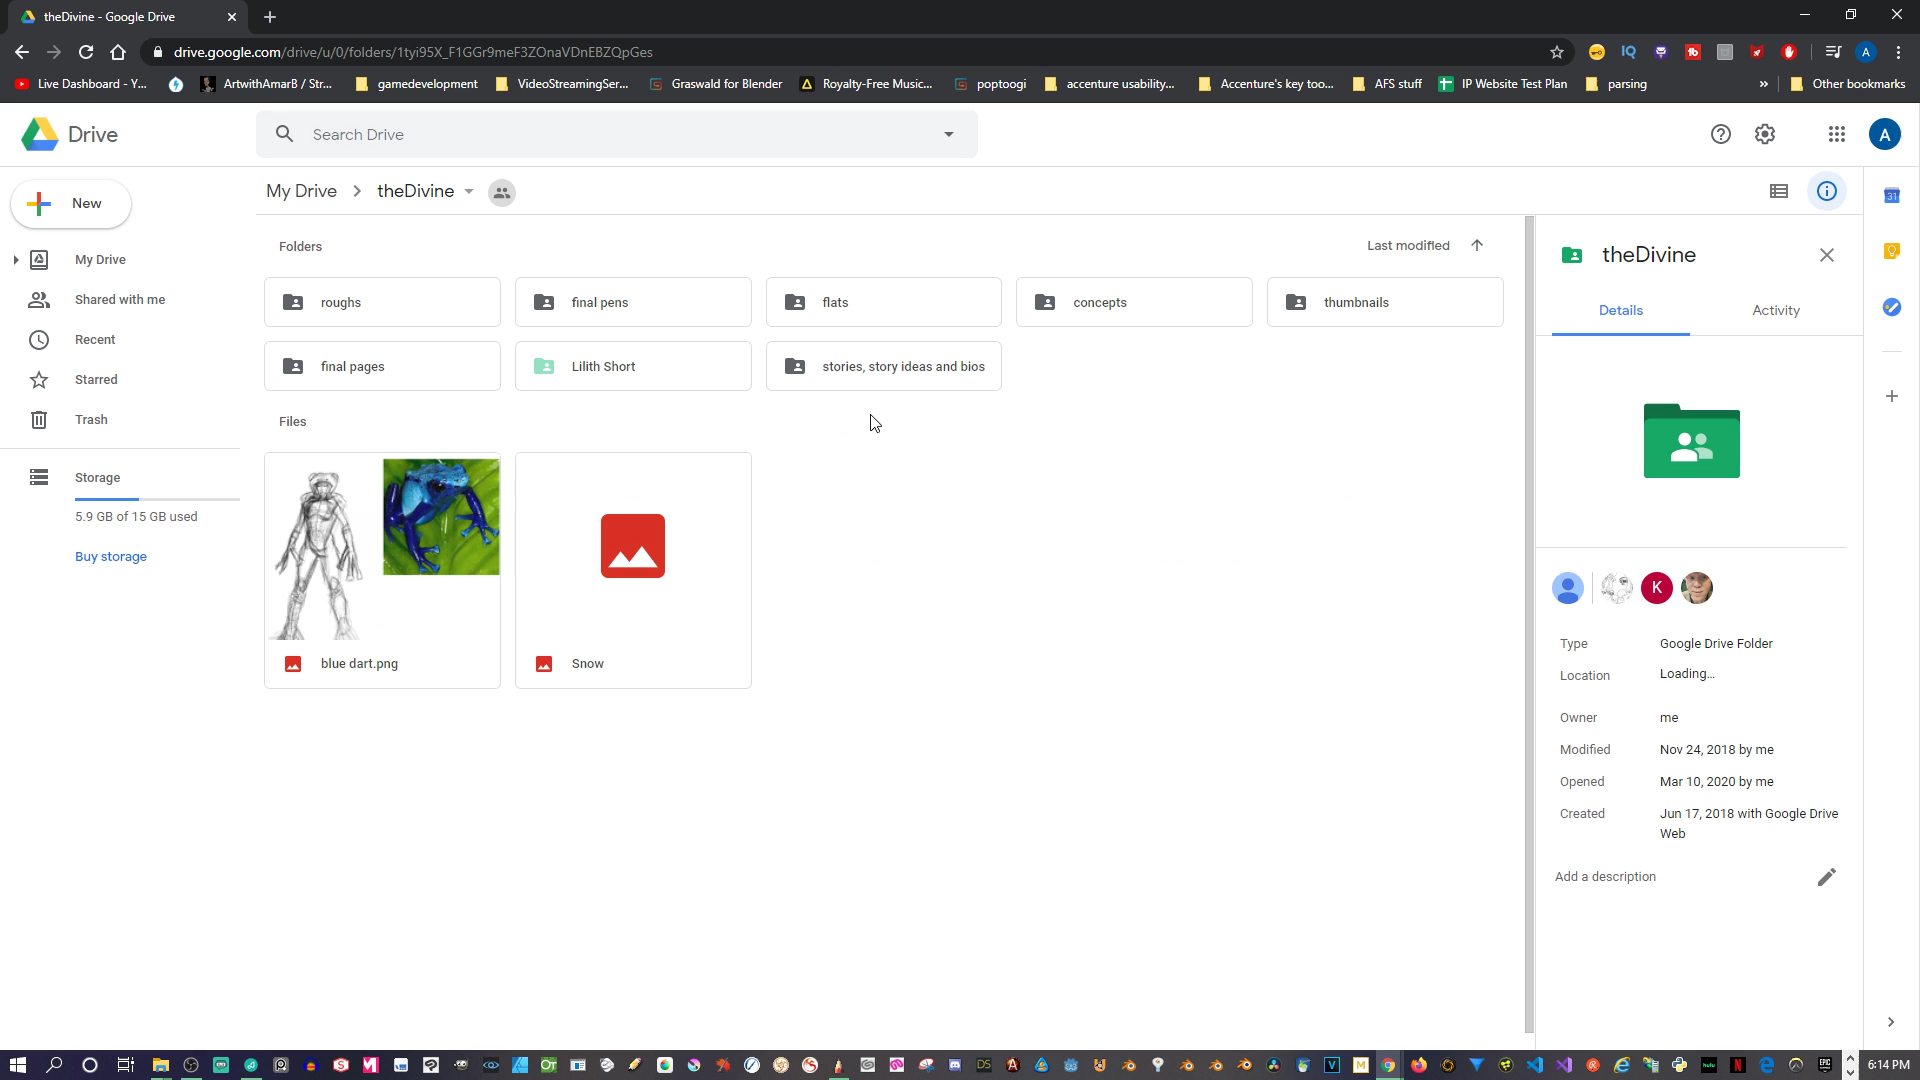 theDivine - Google Drive
drive.google.com/drive/u/0/folders/1tyi95X_F1GGr9meF3ZOnaVDnEBZQpGes
Live Dashboard - Y...
ArtwithAmarB / Str...
gamedevelopment
VideoStreamingSer...
Graswald for Blender
Royalty-Free Music...
poptoogi
accenture usability...
Accenture's key too...
AFS stuff
IP Website Test Plan
parsing
»
Other bookmarks
Drive
Search Drive
A
New
My Drive
Shared with me
Recent
Starred
Trash
Storage
5.9 GB of 15 GB used
Buy storage
My Drive > theDivine
Folders
Last modified
roughs
final pens
flats
concepts
thumbnails
final pages
Lilith Short
stories, story ideas and bios
Files
blue dart.png
Snow
theDivine
Details
Activity
K
Type Google Drive Folder
Location Loading...
Owner me
Modified Nov 24, 2018 by me
Opened Mar 10, 2020 by me
Created Jun 17, 2018 with Google Drive
Web
Add a description
31
6:14 PM